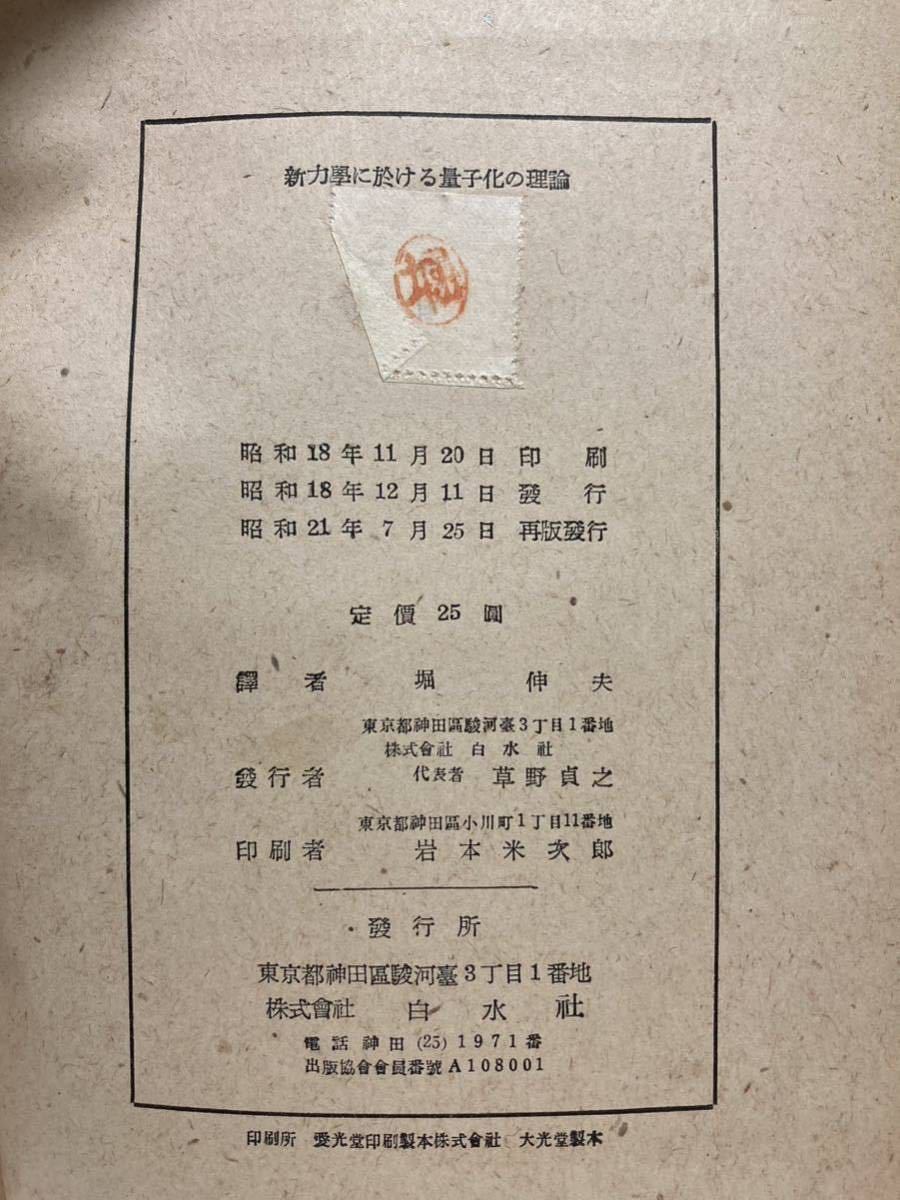 新力學に於ける量子化の理論
堀
昭和18年11月20日 印刷
昭和18年12月11日 發行
昭和21年7月25日 再版發行
定價 25 圓
譯者 堀伸夫
東京都神田區駿河臺3丁目1番地
株式會社 白水社
發行者 代表者 草野貞之
東京都神田區小川町1丁目11番地
印刷者 岩本米次郎
發行所
東京都神田區駿河臺3丁目1番地
株式會社 白水社
電話神田(25)1971番
出版協會會員番號A108001
印刷所 愛光堂印刷製本株式會社 大光堂製本